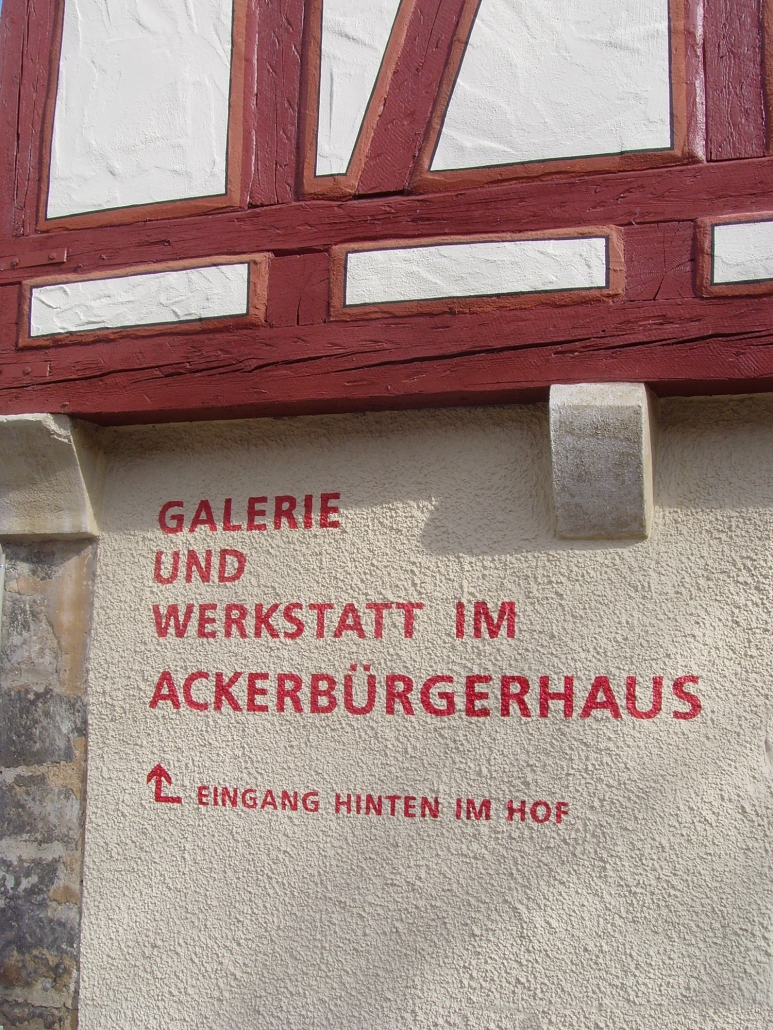 GALERIE
UND
WERKSTATT IM
ACKERBÜRGERHAUS
EINGANG HINTEN IM HOF